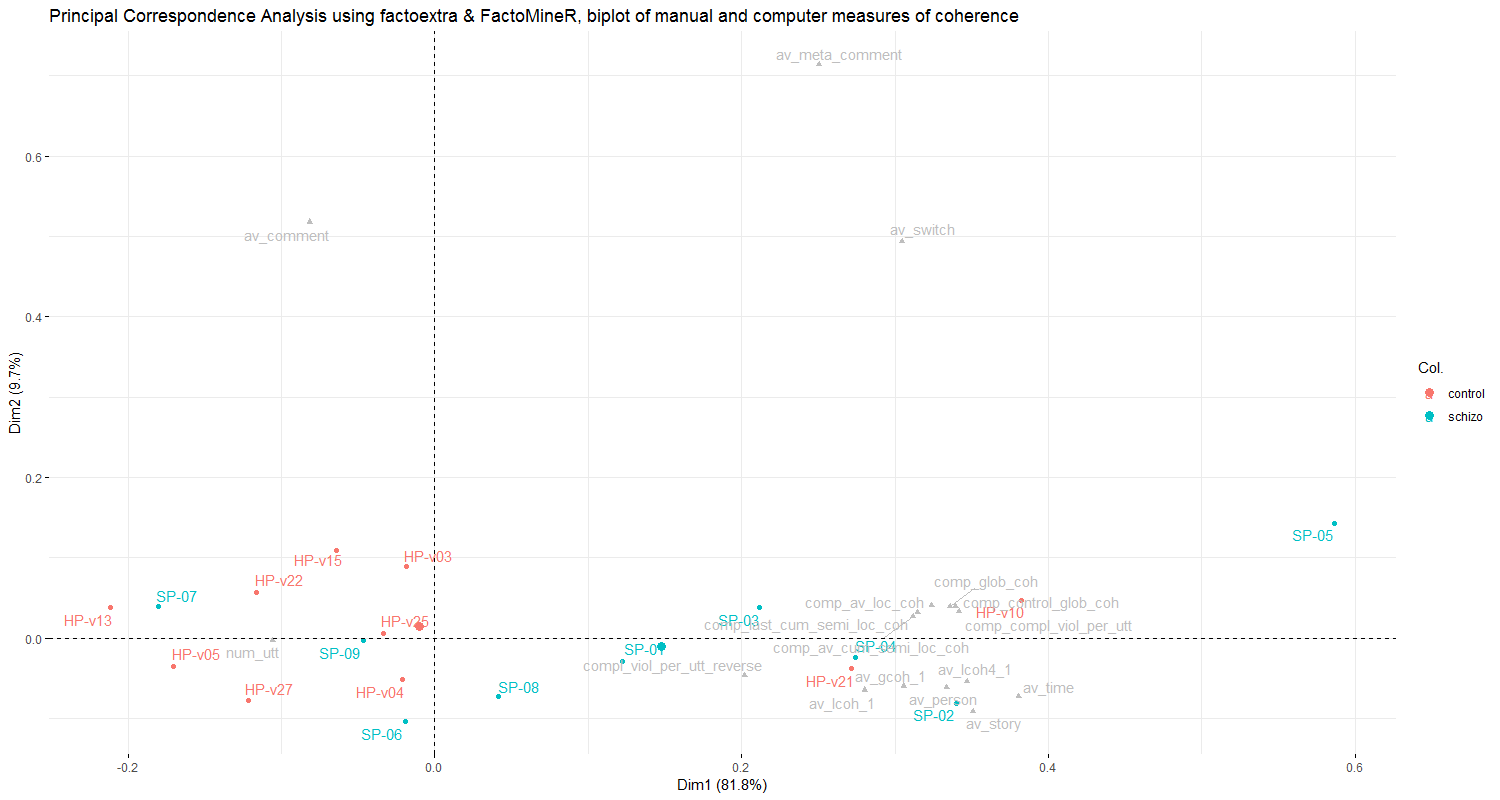 Principal Correspondence Analysis using factoextra & FactoMineR, biplot of manual and computer measures of coherence
av_meta_comment
0.6
av_comment
av_switch
0.4
Dim2 (9.7%)
Col.
control
schizo
0.2
SP-05
HP-v15
HP-v03
HP-v22
comp_glob_coh
SP-07
comp_av_loc_coh
comp_control_glob_coh
HP-v13
HP-v25
SP-03
HP-v10
comp_last_cum_semi_loc_coh
comp_compl_viol_per_utt
0.0
HP-v05
num_utt
SP-09
SP-01
comp_av_cum_semi_loc_coh
SP-04
compl_viol_per_utt_reverse
HP-v27
HP-v04
SP-08
HP-v21
av_gcoh_1
av_lcoh4_1
av_time
av_lcoh_1
av_person
SP-02
av_story
SP-06
-0.2
0.0
0.2
0.4
0.6
Dim1 (81.8%)